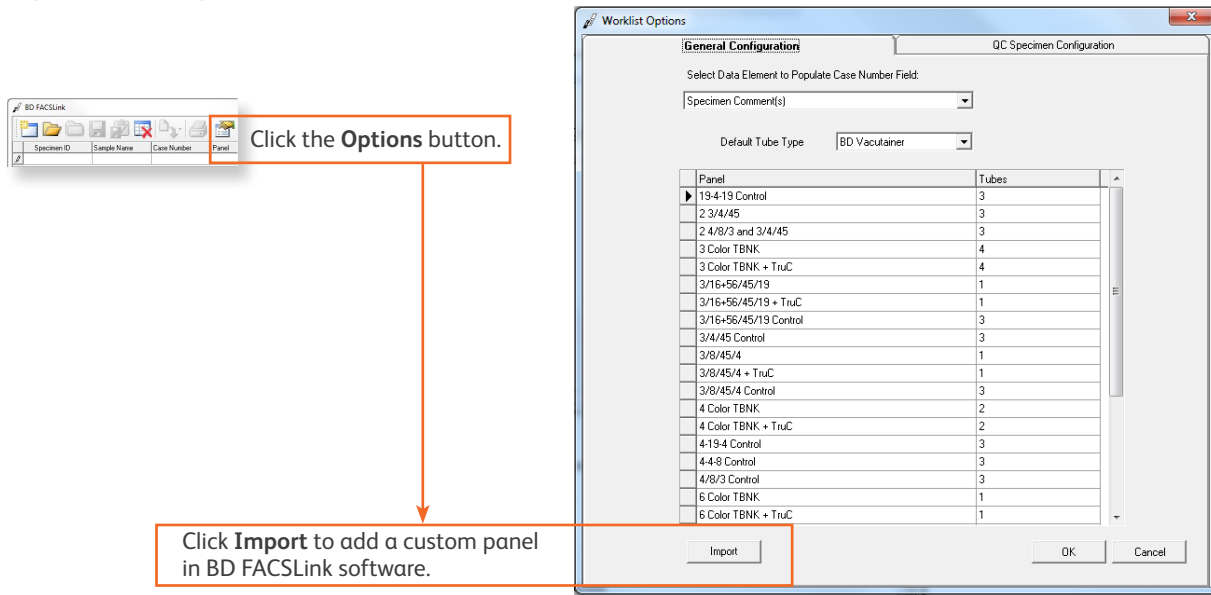 BD FACSLink
Specimen ID Sample Name Case Number Panel
Click the Options button.
Click Import to add a custom panel
in BD FACSLink software.
Worklist Options
General Configuration QC Specimen Configuration
Select Data Element to Populate Case Number Field:
Specimen Comment(s)
Default Tube Type BD Vacutainer
Panel Tubes
19-4-19 Control 3
2 3/4/45 3
2 4/8/3 and 3/4/45 3
3 Color TBNK 4
3 Color TBNK + TruC 4
3/16+56/45/19 1
3/16+56/45/19 + TruC 1
3/16+56/45/19 Control 3
3/4/45 Control 3
3/8/45/4 1
3/8/45/4 + TruC 1
3/8/45/4 Control 3
4 Color TBNK 2
4 Color TBNK + TruC 2
4-19-4 Control 3
4-4-8 Control 3
4/8/3 Control 3
6 Color TBNK 1
6 Color TBNK + TruC 1
Import OK Cancel